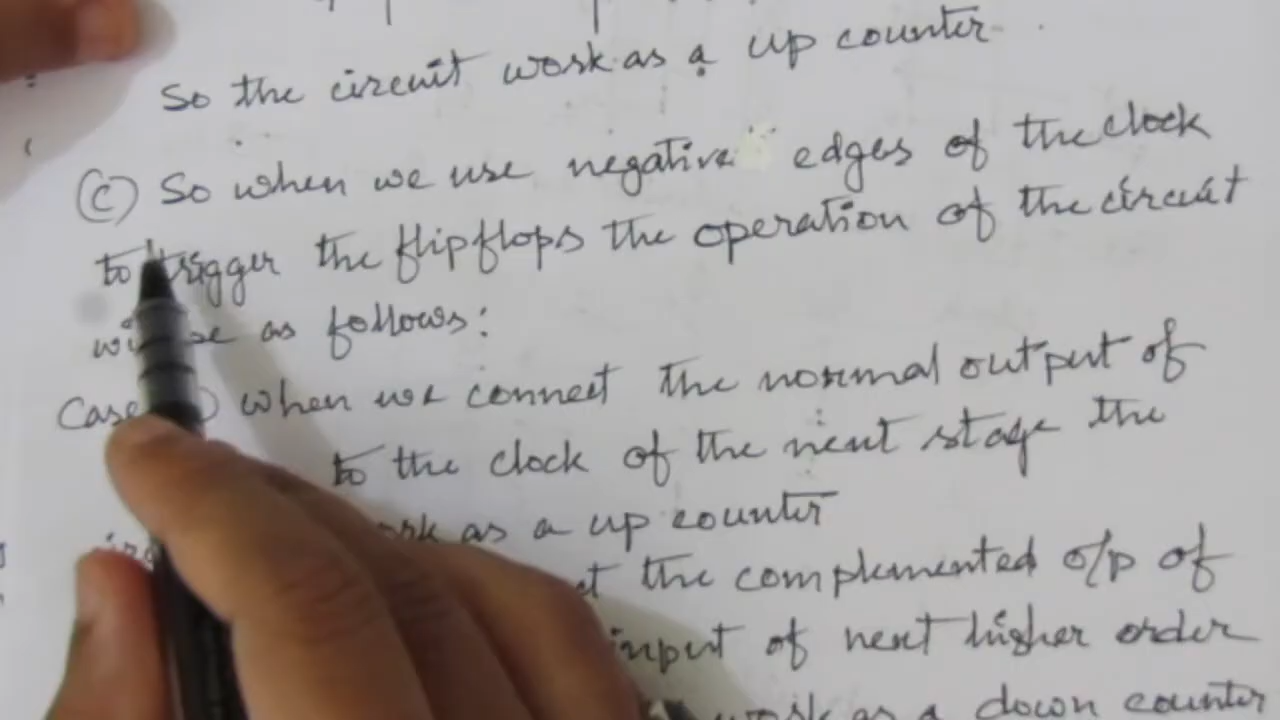 So the circuit work as a up counter
(c) So when we use negative edges of the clock
to trigger the flipflops the operation of the circuit
as follows:
Case when we connect the normal output of
to the clock of the next stage the
as a up counter
the complemented o/p of
input of next higher order
work as a down counter